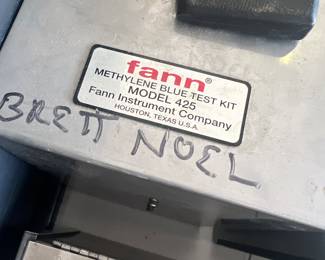 fann®
METHYLENE BLUE TEST KIT
MODEL 425
Fann Instrument Company
HOUSTON, TEXAS U.S.A.
BRETT NOEL